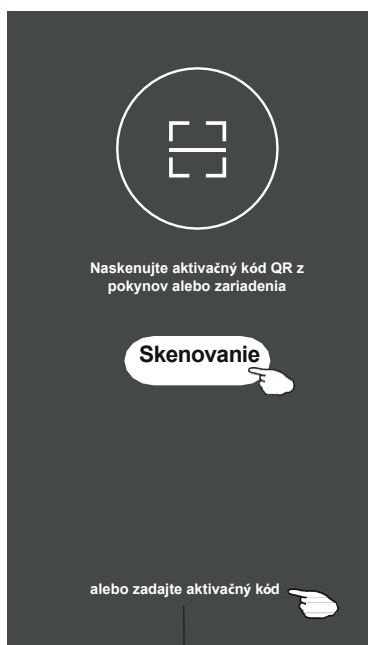 Naskenujte aktivačný kód QR z
pokynov alebo zariadenia
Skenovanie
alebo zadajte aktivačný kód